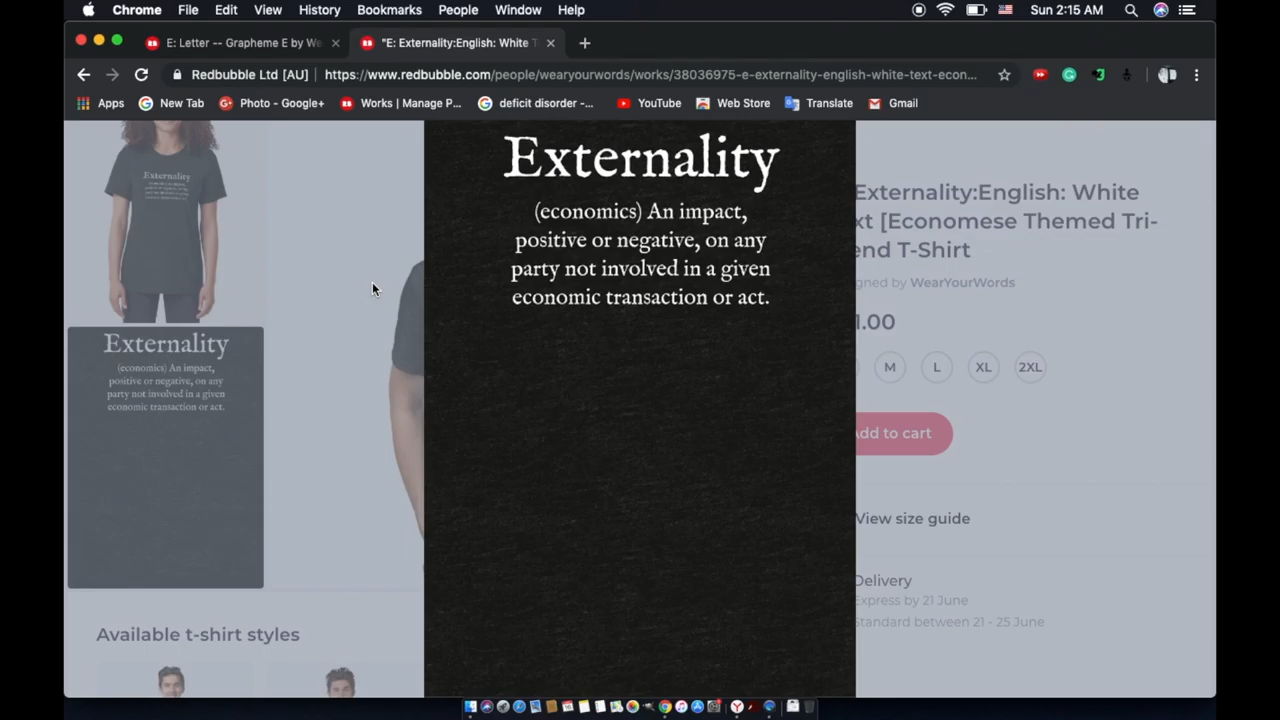 Chrome File Edit View History Bookmarks People Window Help Sun 2:15 AM
E: Letter -- Grapheme E by We "E: Externality:English: White T
Redbubble Ltd [AU] https://www.redbubble.com/people/wearyourwords/works/38036975-e-externality-english-white-text-econ...
Apps New Tab Photo - Google+ Works | Manage P... deficit disorder -... YouTube Web Store Translate Gmail
Externality
Externality
(economics) An impact,
positive or negative, on any
party not involved in a given
economic transaction or act.
Externality
(economics) An impact,
positive or negative, on any
party not involved in a given
economic transaction or act.
Available t-shirt styles
Externality:English: White
xt [Economese Themed Tri-
end T-Shirt
gned by WearYourWords
1.00
M L XL 2XL
Add to cart
View size guide
Delivery
Express by 21 June
Standard between 21 - 25 June